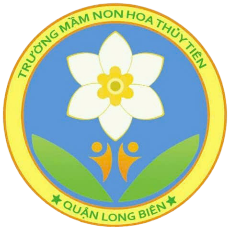 TRƯỜNG MẦM NON HOA THỦY TIÊN
QUẬN LONG BIÊN